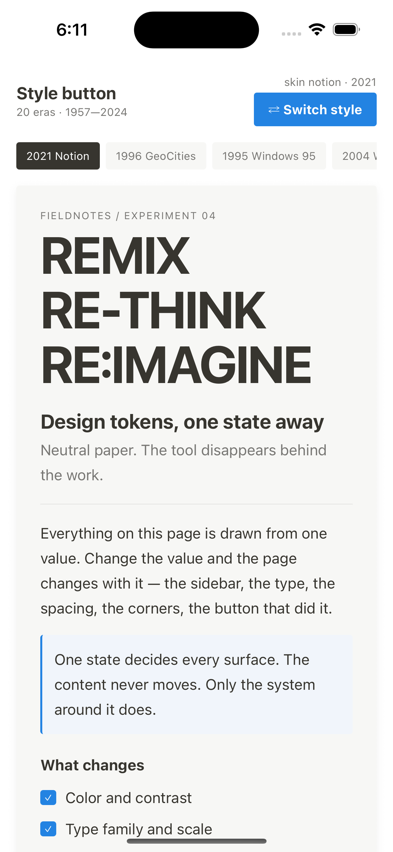 6:11
skin notion · 2021
Style button
20 eras · 1957—2024
⇄ Switch style
2021 Notion
1996 GeoCities
1995 Windows 95
2004
FIELDNOTES / EXPERIMENT 04
REMIX
RE-THINK
RE:IMAGINE
Design tokens, one state away
Neutral paper. The tool disappears behind
the work.
Everything on this page is drawn from one
value. Change the value and the page
changes with it — the sidebar, the type, the
spacing, the corners, the button that did it.
One state decides every surface. The
content never moves. Only the system
around it does.
What changes
Color and contrast
Type family and scale